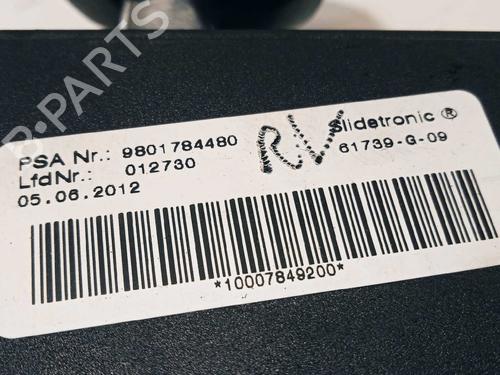 B-PARTS
PSA Nr.: 9801784480
LfdNr.: 012730
05.06.2012
RV
Slidetronic ®
61739-G-09
*10007849200*